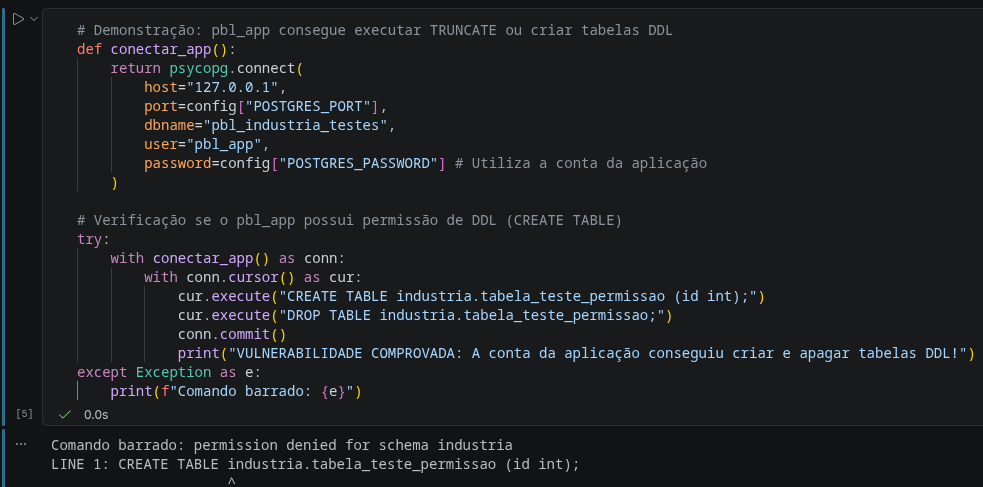 # Demonstração: pbl_app consegue executar TRUNCATE ou criar tabelas DDL
def conectar_app():
    return psycopg.connect(
        host="127.0.0.1",
        port=config["POSTGRES_PORT"],
        dbname="pbl_industria_testes",
        user="pbl_app",
        password=config["POSTGRES_PASSWORD"] # Utiliza a conta da aplicação
    )

# Verificação se o pbl_app possui permissão de DDL (CREATE TABLE)
try:
    with conectar_app() as conn:
        with conn.cursor() as cur:
            cur.execute("CREATE TABLE industria.tabela_teste_permissao (id int);")
            cur.execute("DROP TABLE industria.tabela_teste_permissao;")
            conn.commit()
            print("VULNERABILIDADE COMPROVADA: A conta da aplicação conseguiu criar e apagar tabelas DDL!")
except Exception as e:
    print(f"Comando barrado: {e}")
[5] ✓ 0.0s
... Comando barrado: permission denied for schema industria
LINE 1: CREATE TABLE industria.tabela_teste_permissao (id int);
                     ^